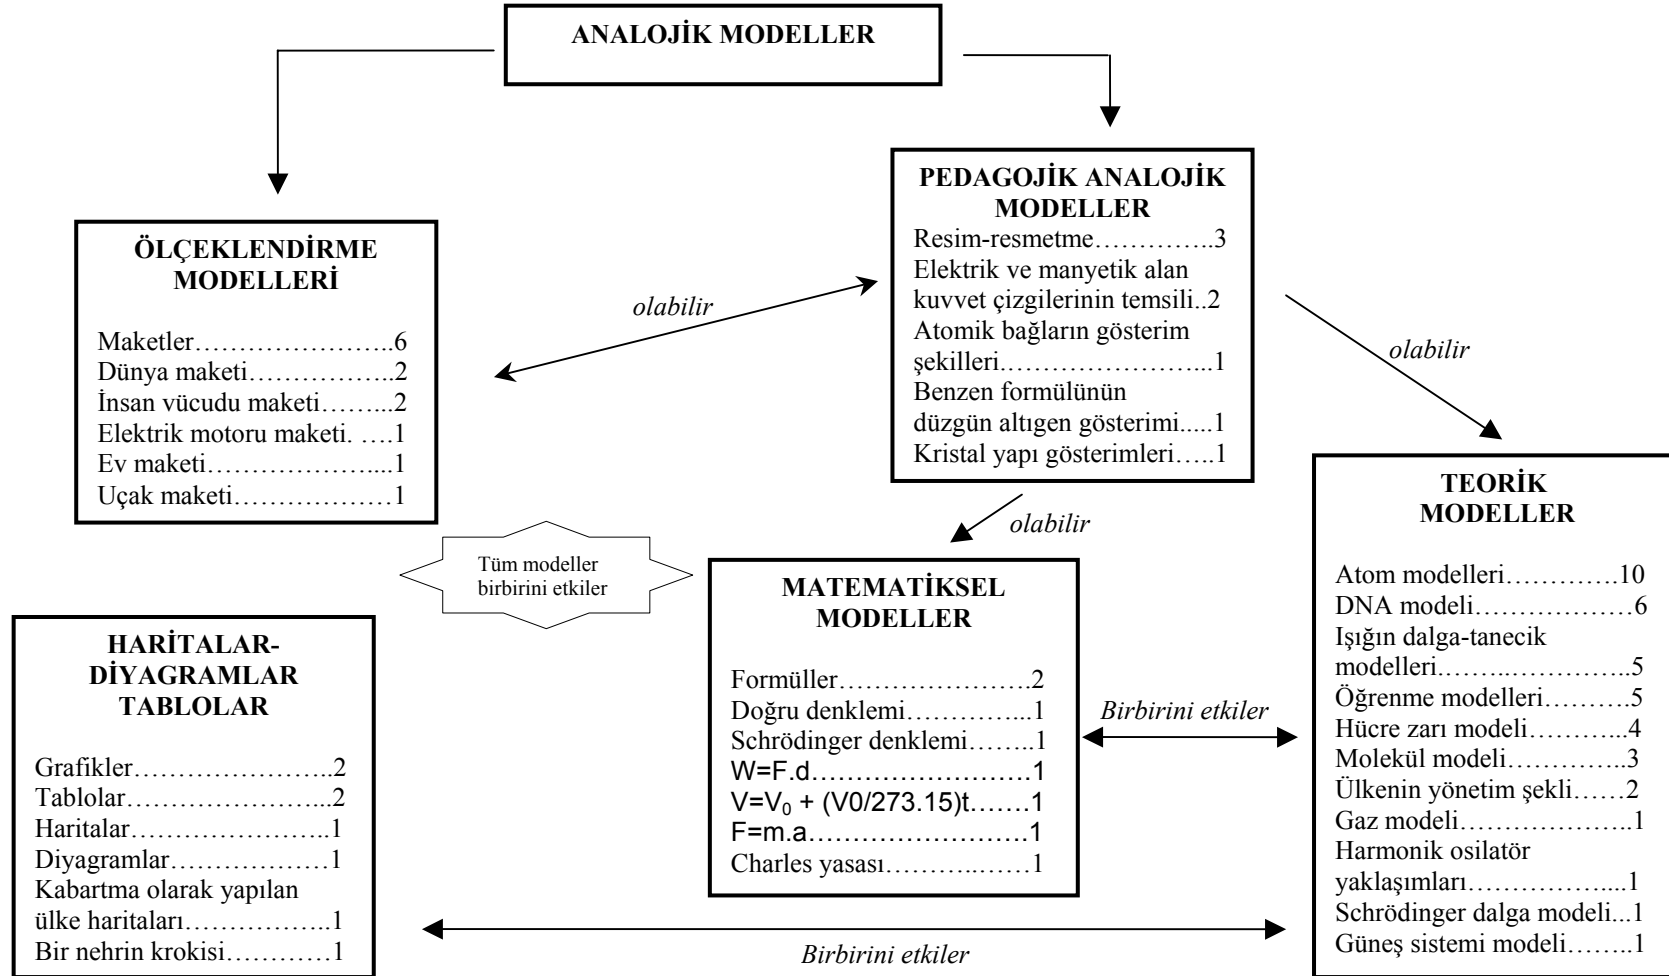 ANALOJİK MODELLER
PEDAGOJİK ANALOJİK
MODELLER
Resim-resmetme…………..3
Elektrik ve manyetik alan
kuvvet çizgilerinin temsili..2
Atomik bağların gösterim
şekilleri.………………...1
Benzen formülünün
düzgün altıgen gösterimi.....1
Kristal yapı gösterimleri…..1
ÖLÇEKLENDİRME
MODELLERİ
Maketler………………….6
Dünya maketi…………...2
İnsan vücudu maketi……...2
Elektrik motoru maketi. ….1
Ev maketi………………...1
Uçak maketi………………1
olabilir
olabilir
olabilir
Tüm modeller
birbirini etkiler
TEORİK
MODELLER
Atom modelleri………….10
DNA modeli……………6
Işığın dalga-tanecik
modelleri……...………...5
Öğrenme modelleri………5
Hücre zarı modeli………...4
Molekül modeli…………..3
Ülkenin yönetim şekli……2
Gaz modeli……………...1
Harmonik osilatör
yaklaşımları……………....1
Schrödinger dalga modeli...1
Güneş sistemi modeli……..1
MATEMATİKSEL
MODELLER
Formüller………………….2
Doğru denklemi…………...1
Schrödinger denklemi……..1
W=F.d……………………1
V=V₀ + (V0/273.15)t…….1
F=m.a……………………1
Charles yasası………..……1
Birbirini etkiler
HARİTALAR-
DİYAGRAMLAR
TABLOLAR
Grafikler…………………..2
Tablolar…………………...2
Haritalar…………………..1
Diyagramlar………………1
Kabartma olarak yapılan
ülke haritaları……………..1
Bir nehrin krokisi…………1
Birbirini etkiler